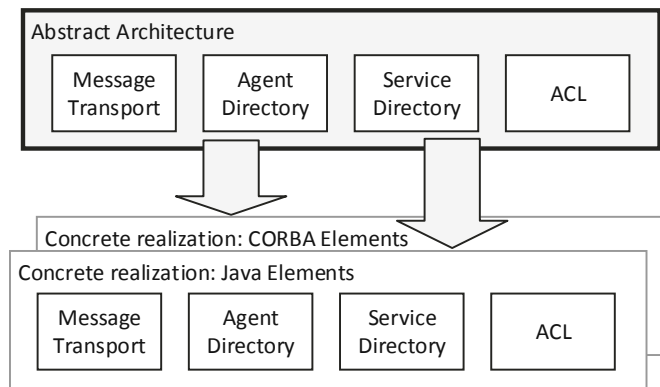 Abstract Architecture
Message
Transport
Agent
Directory
Service
Directory
ACL
Concrete realization: CORBA Elements
Concrete realization: Java Elements
Message
Transport
Agent
Directory
Service
Directory
ACL